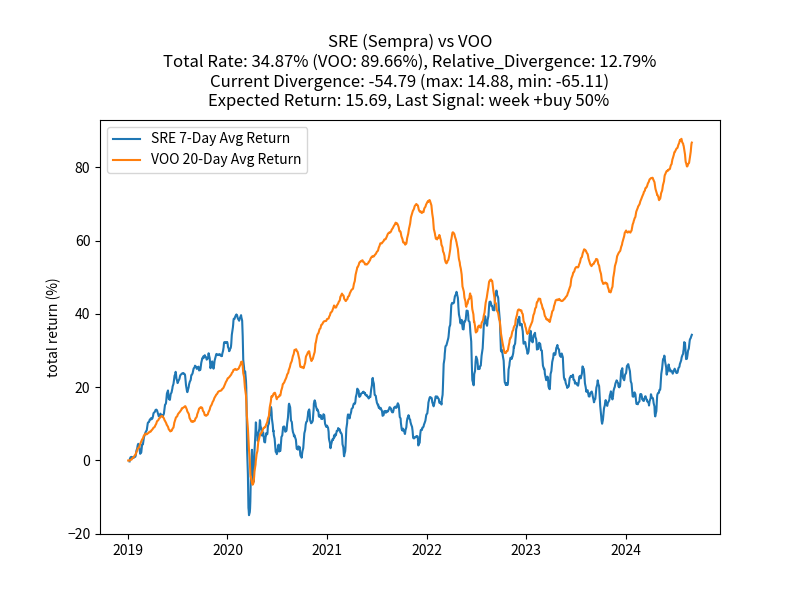 SRE (Sempra) vs VOO
Total Rate: 34.87% (VOO: 89.66%), Relative_Divergence: 12.79%
Current Divergence: -54.79 (max: 14.88, min: -65.11)
Expected Return: 15.69, Last Signal: week +buy 50%
SRE 7-Day Avg Return
VOO 20-Day Avg Return
total return (%)
80
60
40
20
0
−20
2019 2020 2021 2022 2023 2024